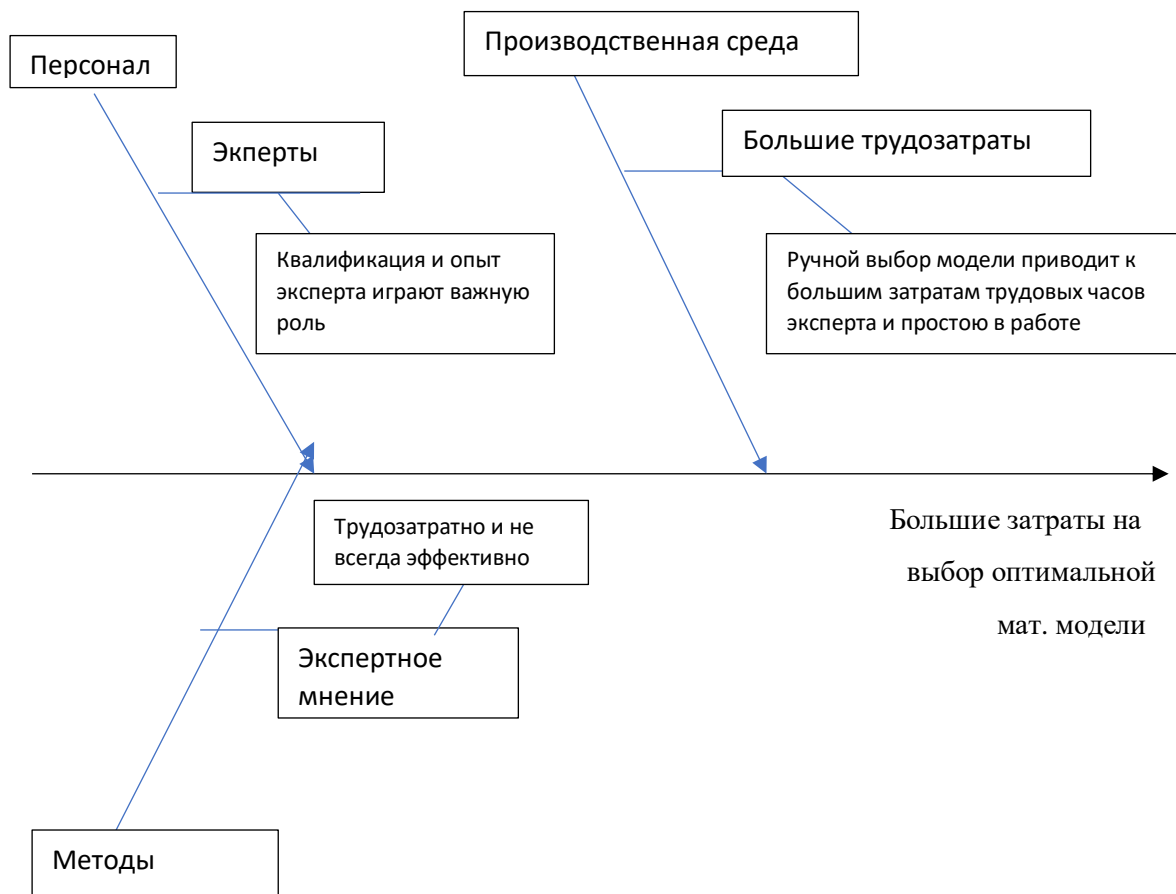 Производственная среда
Персонал
Экперты
Большие трудозатраты
Квалификация и опыт
эксперта играют важную
роль
Ручной выбор модели приводит к
большим затратам трудовых часов
эксперта и простою в работе
Трудозатратно и не
всегда эффективно
Большие затраты на
выбор оптимальной
мат. модели
Экспертное
мнение
Методы